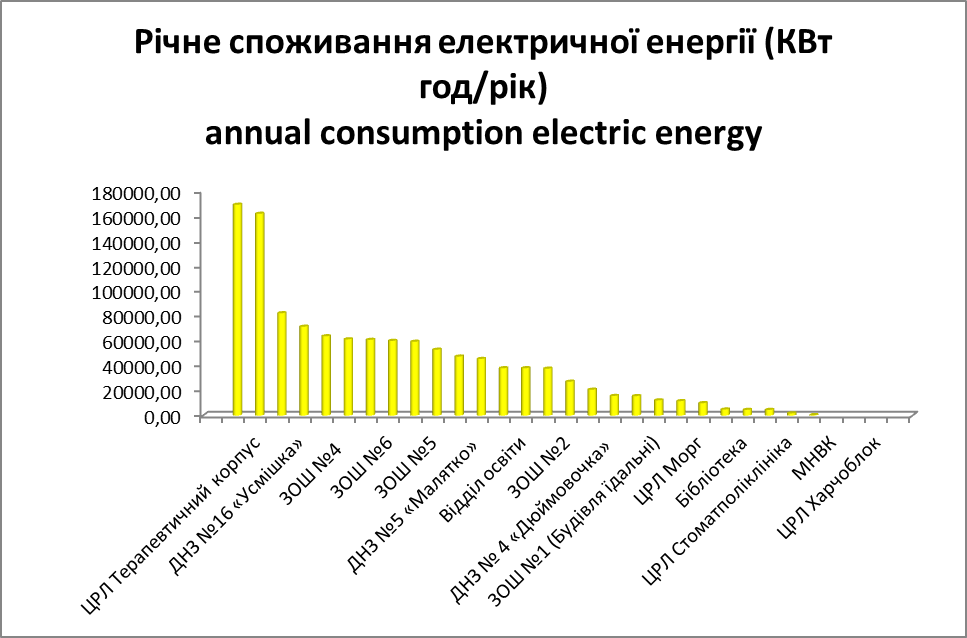 Річне споживання електричної енергії (КВт
год/рік)
annual consumption electric energy
180000,00
160000,00
140000,00
120000,00
100000,00
80000,00
60000,00
40000,00
20000,00
0,00
ЦРЛ Терапевтичний корпус
ДНЗ №16 «Усмішка»
ЗОШ №4
ЗОШ №6
ЗОШ №5
ДНЗ №5 «Малятко»
Відділ освіти
ЗОШ №2
ДНЗ № 4 «Дюймовочка»
ЗОШ №1 (Будівля їдальні)
ЦРЛ Морг
Бібліотека
ЦРЛ Стоматполіклініка
МНВК
ЦРЛ Харчоблок